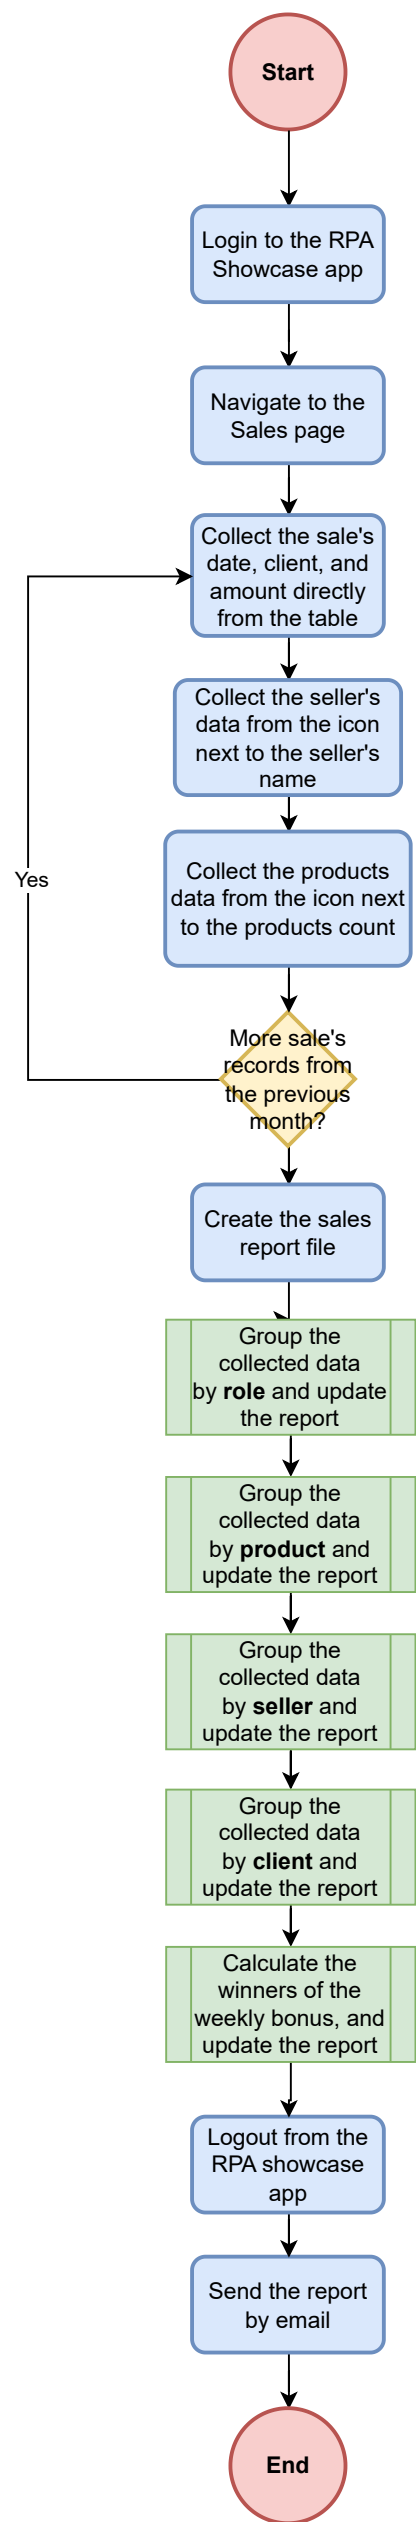 Start
Login to the RPA
Showcase app
Navigate to the
Sales page
Collect the sale's
date, client, and
amount directly
from the table
Collect the seller's
data from the icon
next to the seller's
name
Collect the products
data from the icon next
to the products count
Yes
More sale's
records from
the previous
month?
Create the sales
report file
Group the
collected data
by role and update
the report
Group the
collected data
by product and
update the report
Group the
collected data
by seller and
update the report
Group the
collected data
by client and
update the report
Calculate the
winners of the
weekly bonus, and
update the report
Logout from the
RPA showcase
app
Send the report
by email
End